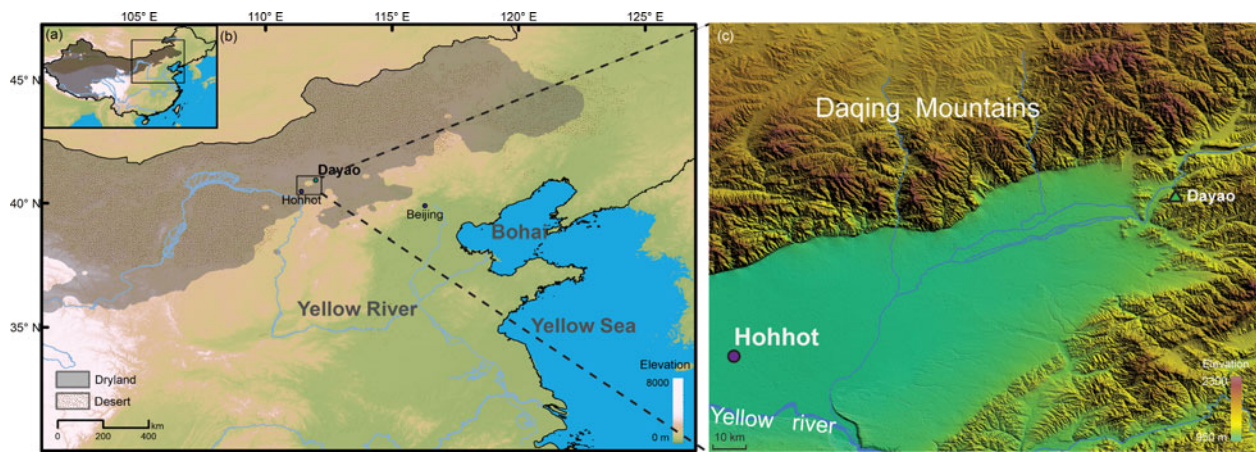 105° E
110° E
115° E
120° E
125° E
(a)
(b)
(c)
45° N
40° N
35° N
Dayao
Hohhot
Beijing
Bohai
Yellow River
Yellow Sea
Dryland
Desert
0
200
400
km
Elevation
8000
0 m
Daqing Mountains
Dayao
Hohhot
Yellow river
10 km
Elevation
2300
950 m